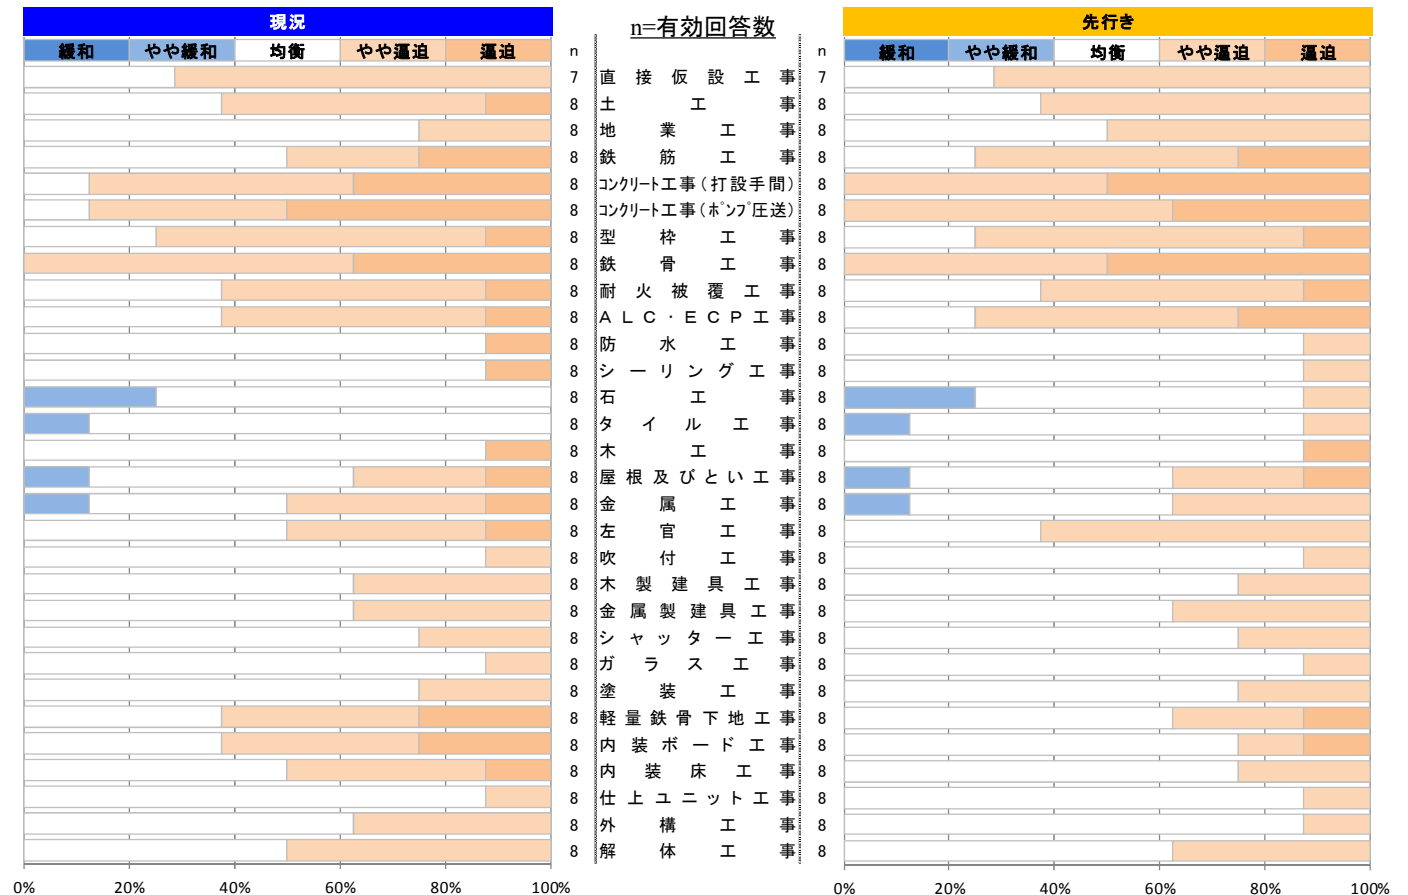 現況 n=有効回答数 先行き
緩和 やや緩和 均衡 やや逼迫 逼迫 n n 緩和 やや緩和 均衡 やや逼迫 逼迫
7 直接仮設工事 7
8 土工事 8
8 地業工事 8
8 鉄筋工事 8
8 コンクリート工事(打設手間) 8
8 コンクリート工事(ポンプ圧送) 8
8 型枠工事 8
8 鉄骨工事 8
8 耐火被覆工事 8
8 ALC・ECP工事 8
8 防水工事 8
8 シーリング工事 8
8 石工事 8
8 タイル工事 8
8 木工事 8
8 屋根及びとい工事 8
8 金属工事 8
8 左官工事 8
8 吹付工事 8
8 木製建具工事 8
8 金属製建具工事 8
8 シャッター工事 8
8 ガラス工事 8
8 塗装工事 8
8 軽量鉄骨下地工事 8
8 内装ボード工事 8
8 内装床工事 8
8 仕上ユニット工事 8
8 外構工事 8
8 解体工事 8
0% 20% 40% 60% 80% 100% 0% 20% 40% 60% 80% 100%